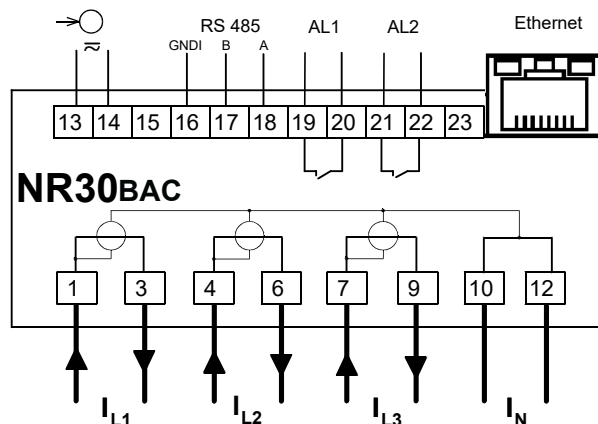 RS 485 AL1 AL2 Ethernet
GNDI B A
13 14 15 16 17 18 19 20 21 22 23
NR30BAC
1 3 4 6 7 9 10 12
IL1 IL2 IL3 IN